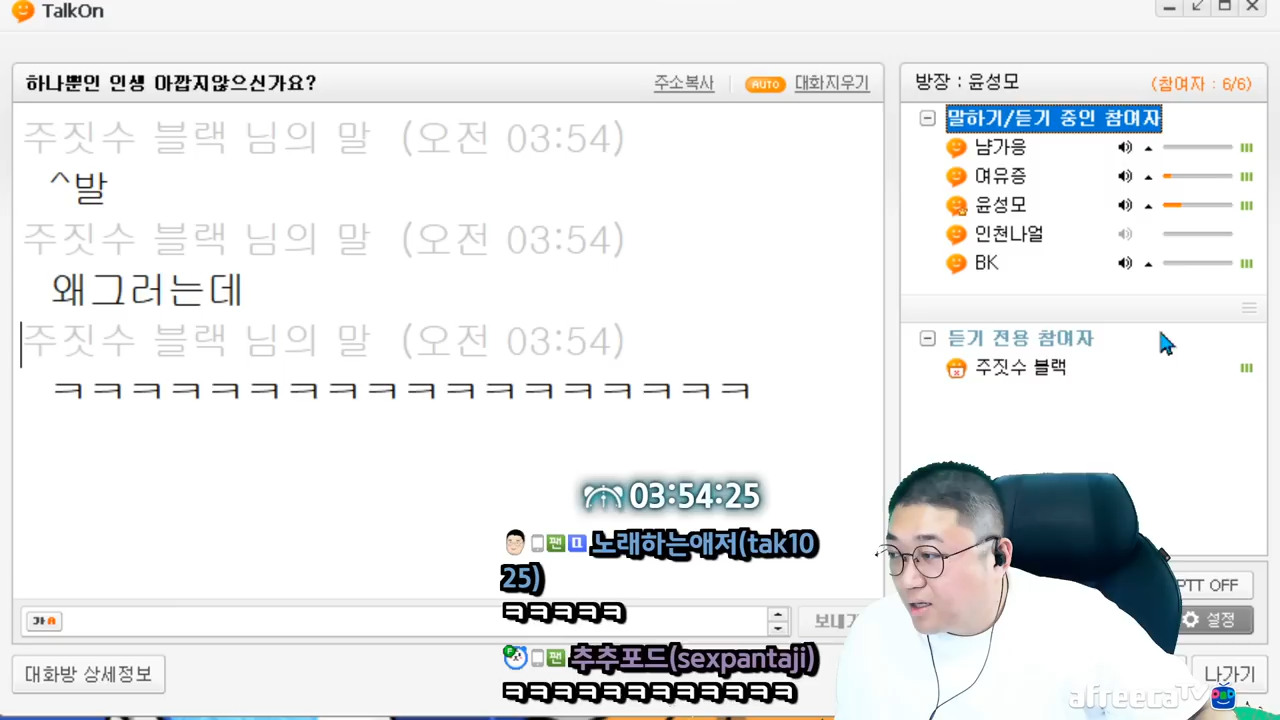 TalkOn
하나뿐인 인생 아깝지않으신가요?
주소복사
AUTO
대화지우기
주짓수 블랙 님의 말 (오전 03:54)
^발
주짓수 블랙 님의 말 (오전 03:54)
왜그러는데
주짓수 블랙 님의 말 (오전 03:54)
ㅋㅋㅋㅋㅋㅋㅋㅋㅋㅋㅋㅋㅋㅋㅋㅋㅋㅋ
방장 : 윤성모
(참여자 : 6/6)
말하기/듣기 중인 참여자
냠가응
여유증
윤성모
인천나얼
BK
듣기 전용 참여자
주짓수 블랙
03:54:25
팬 노래하는애저(tak10
25)
ㅋㅋㅋㅋㅋ
팬 추추포드(sexpantaji)
ㅋㅋㅋㅋㅋㅋㅋㅋㅋㅋㅋㅋ
가
보내기
PTT OFF
설정
대화방 상세정보
나가기
afreecaTV